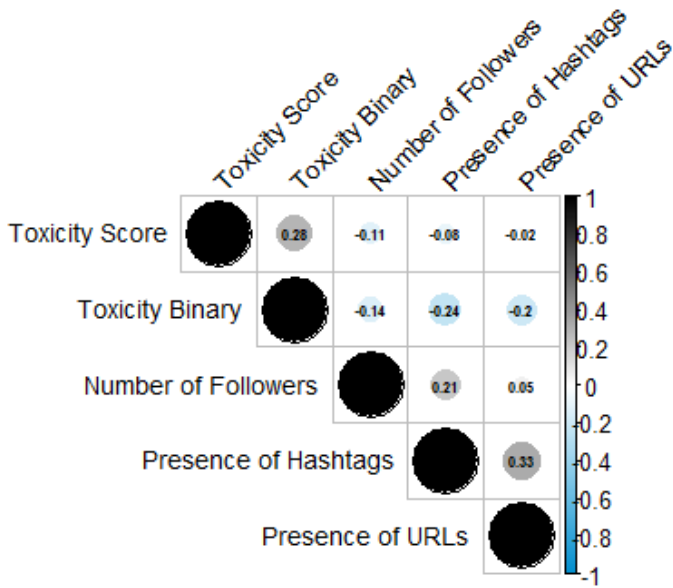 Toxicity Score
Toxicity Binary
Number of Followers
Presence of Hashtags
Presence of URLs
Toxicity Score 0.28 -0.11 -0.08 -0.02
Toxicity Binary -0.14 -0.24 -0.2
Number of Followers 0.21 0.05
Presence of Hashtags 0.33
Presence of URLs
1
0.8
0.6
0.4
0.2
0
-0.2
-0.4
-0.6
-0.8
-1